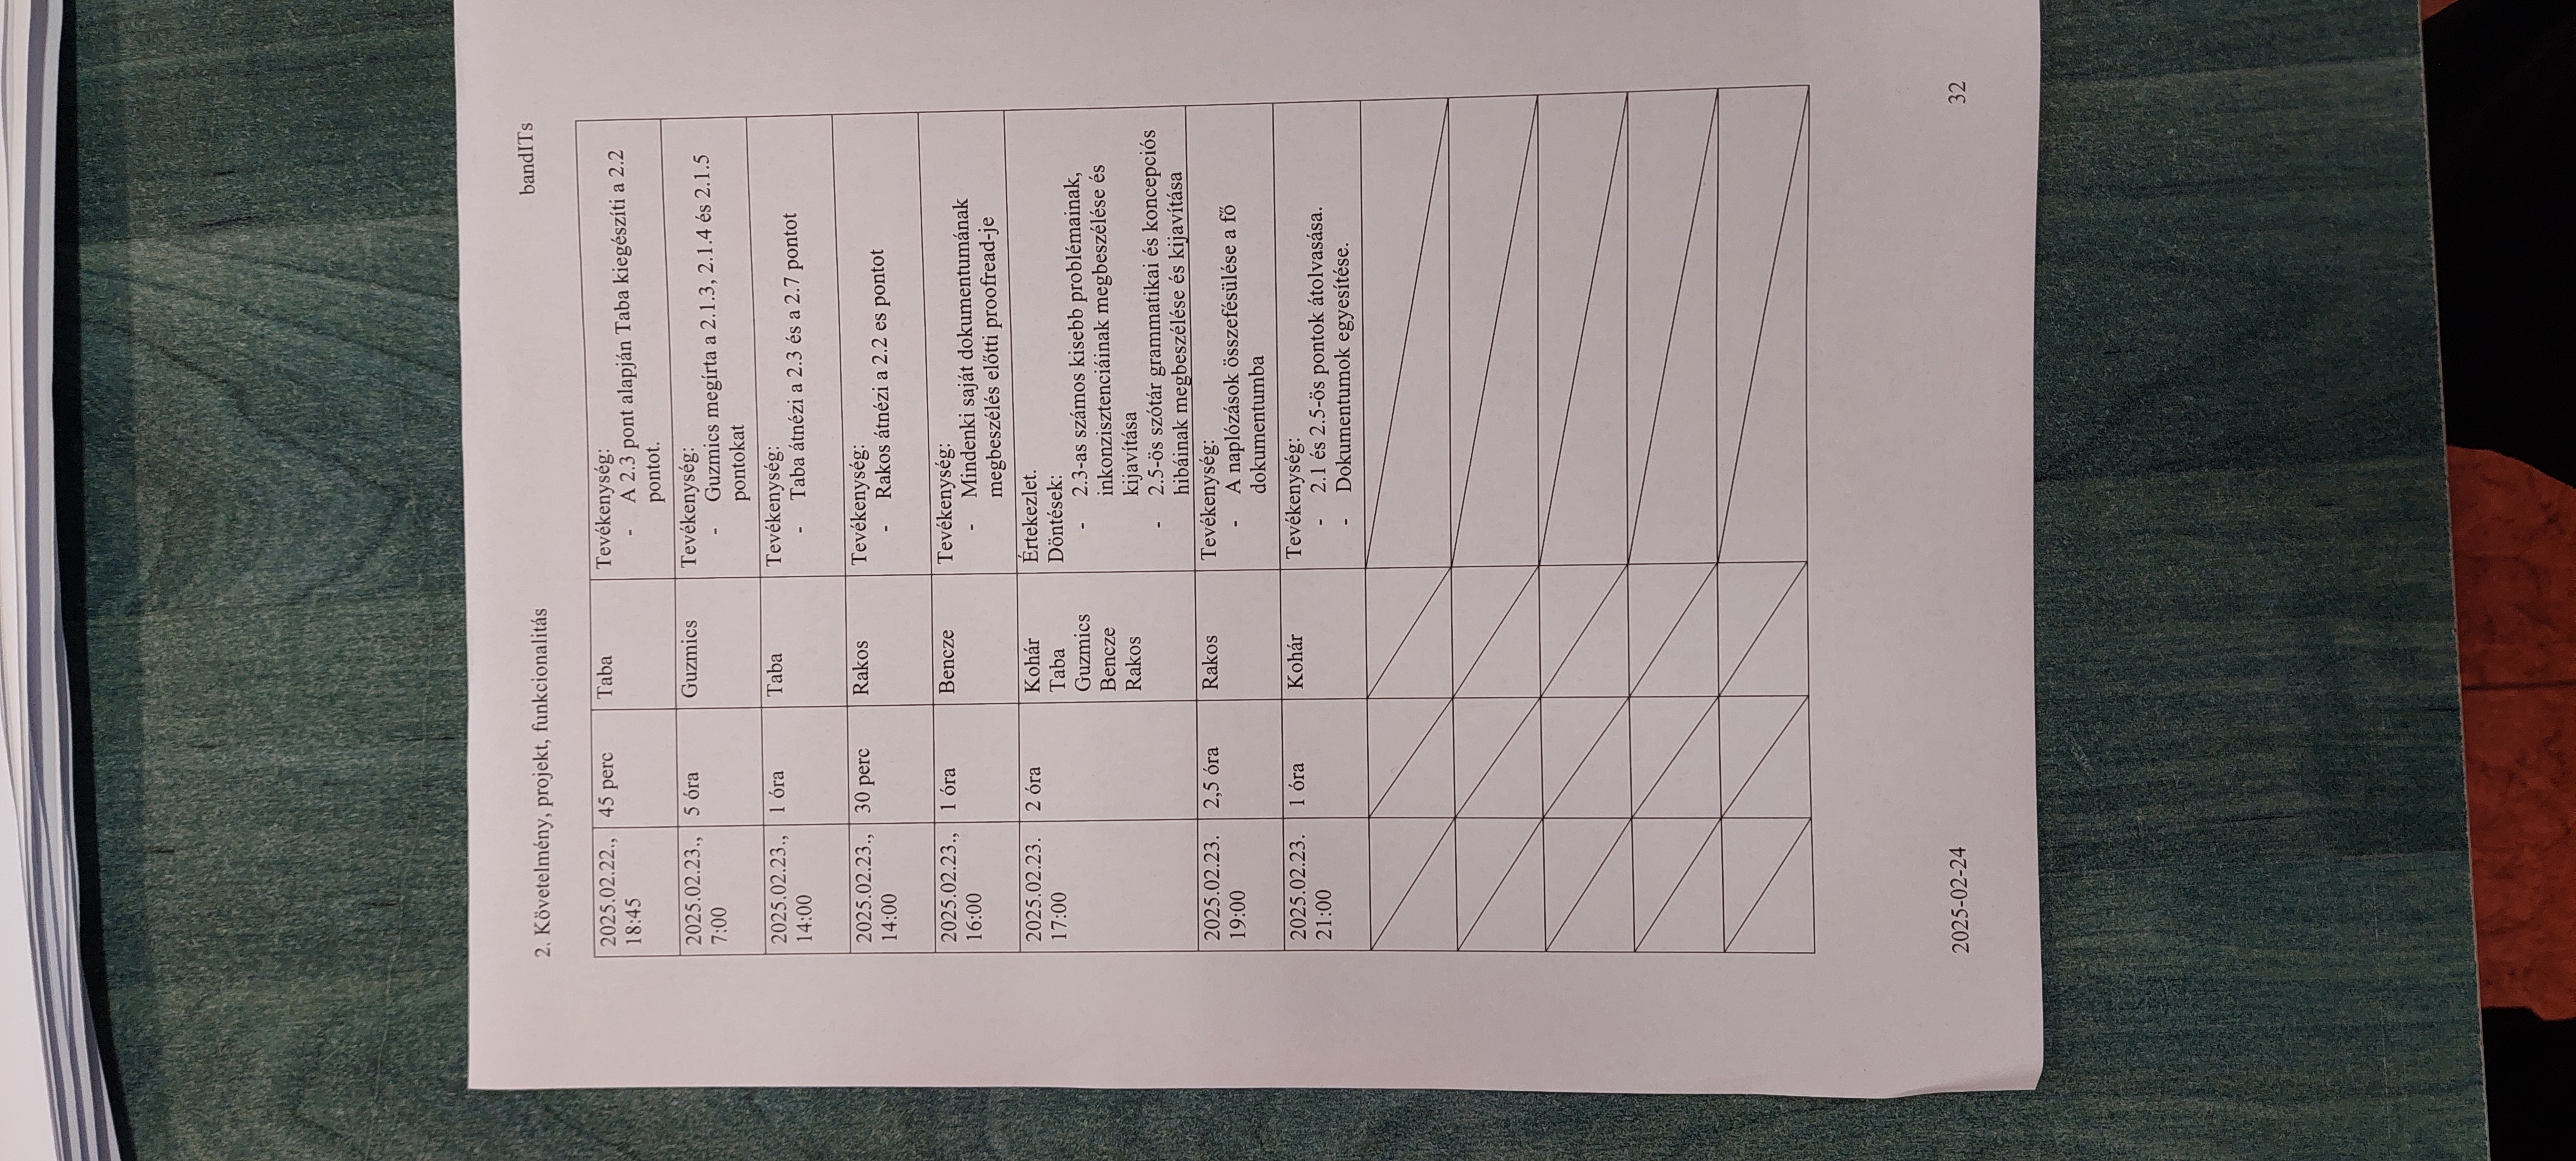 2. Követelmény, projekt, funkcionalitás
bandITs
2025.02.22., 18:45
45 perc
Taba
Tevékenység:
- A 2.3 pont alapján Taba kiegészíti a 2.2
pontot.
2025.02.23.,
7:00
5 óra
Guzmics
Tevékenység:
- Guzmics megírta a 2.1.3, 2.1.4 és 2.1.5
pontokat
2025.02.23.,
14:00
1 óra
Taba
Tevékenység:
- Taba átnézi a 2.3 és a 2.7 pontot
2025.02.23.,
14:00
30 perc
Rakos
Tevékenység:
- Rakos átnézi a 2.2 es pontot
2025.02.23.,
16:00
1 óra
Bencze
Tevékenység:
- Mindenki saját dokumentumának
megbeszélés előtti proofread-je
2025.02.23.
17:00
2 óra
Kohár
Taba
Guzmics
Bencze
Rakos
Értekezlet.
Döntések:
- 2.3-as számos kisebb problémainak,
inkonzisztenciáinak megbeszélése és
kijavítása
- 2.5-ös szótár grammatikai és koncepciós
hibáinak megbeszélése és kijavítása
2025.02.23.
19:00
2,5 óra
Rakos
Tevékenység:
- A naplózások összefésülése a fő
dokumentumba
2025.02.23.
21:00
1 óra
Kohár
Tevékenység:
- 2.1 és 2.5-ös pontok átolvasása.
- Dokumentumok egyesítése.
2025-02-24
32